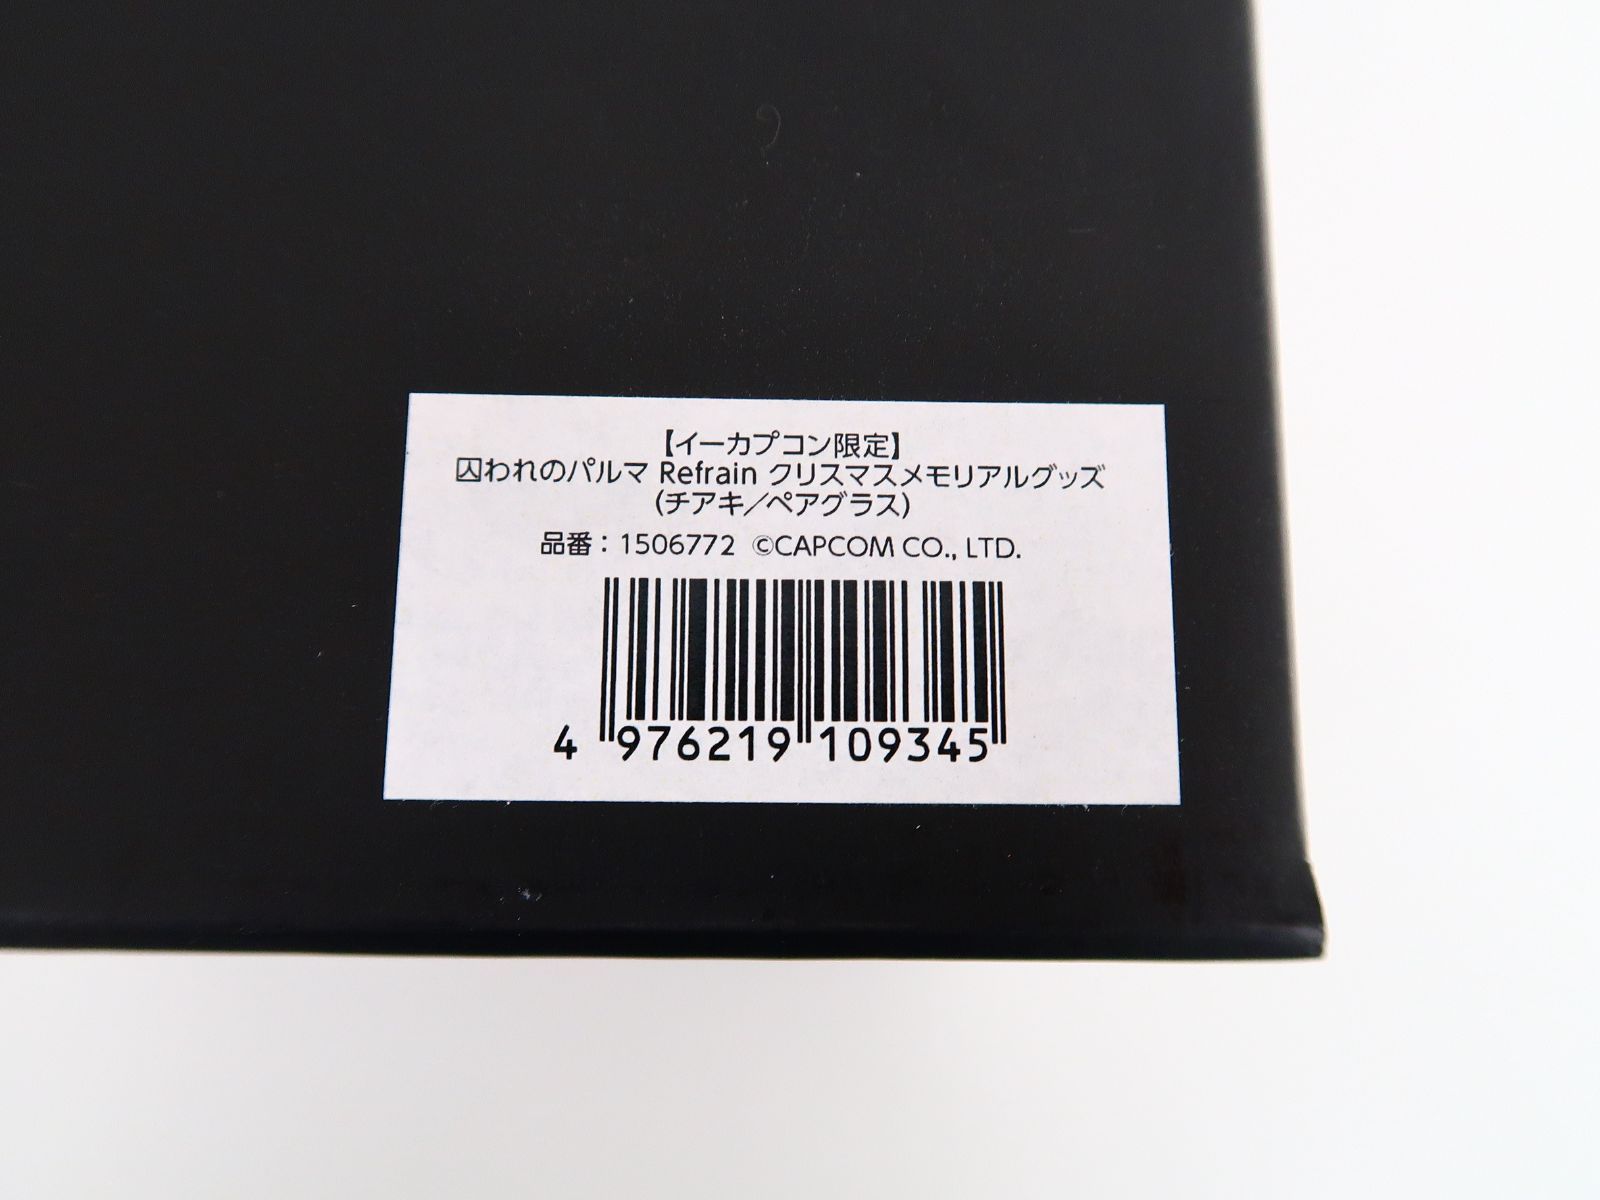 【イーカプコン限定】
囚われのパルマ Refrain クリスマスメモリアルグッズ
(チアキ／ペアグラス)
品番：1506772 ©CAPCOM CO., LTD.
4 976219 109345